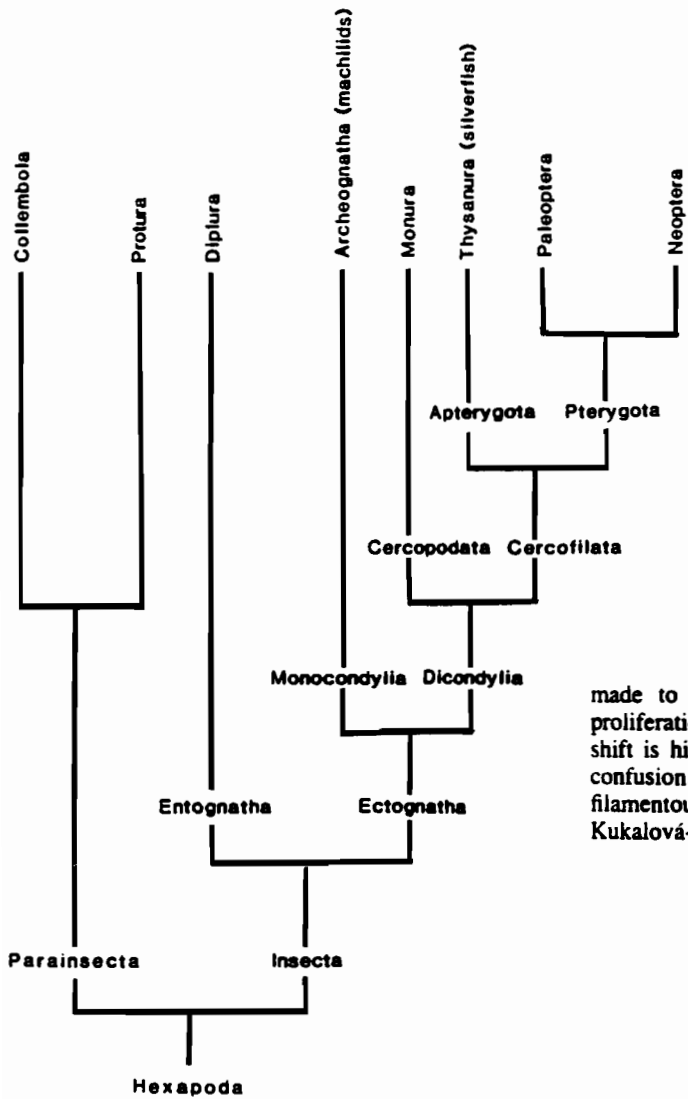 Collembola
Protura
Diplura
Archeognatha (machilids)
Monura
Thysanura (silverfish)
Paleoptera
Neoptera
Apterygota Pterygota
Cercopodata Cercofilata
Monocondylia Dicondylia
Entognatha Ectognatha
Parainsecta Insecta
Hexapoda
made to
proliferati
shift is hi
confusion
filamentou
Kukalová-